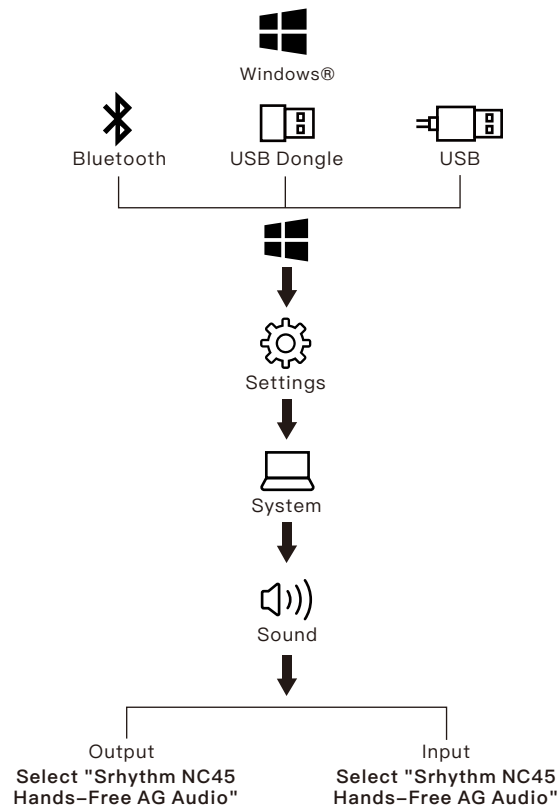 Windows®
Bluetooth
USB Dongle
USB
Settings
System
Sound
Output
Select "Srhythm NC45
Hands-Free AG Audio"
Input
Select "Srhythm NC45
Hands-Free AG Audio"